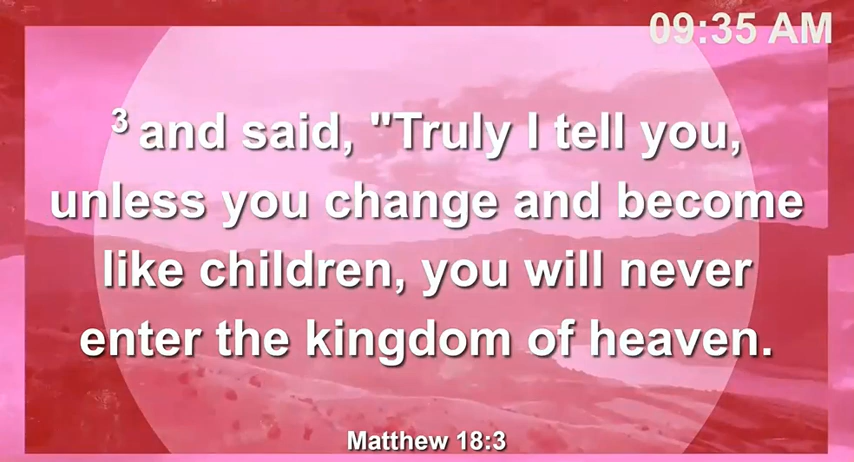 09:35 AM
3 and said, "Truly I tell you,
unless you change and become
like children, you will never
enter the kingdom of heaven.
Matthew 18:3